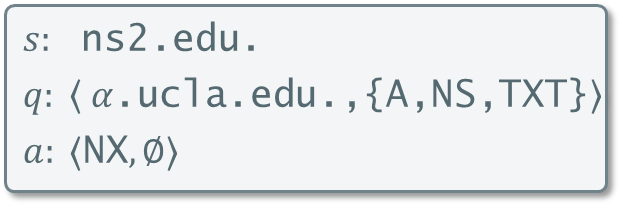 s: ns2.edu.
q: ⟨ α.ucla.edu.,{A,NS,TXT}⟩
a: ⟨NX,∅⟩